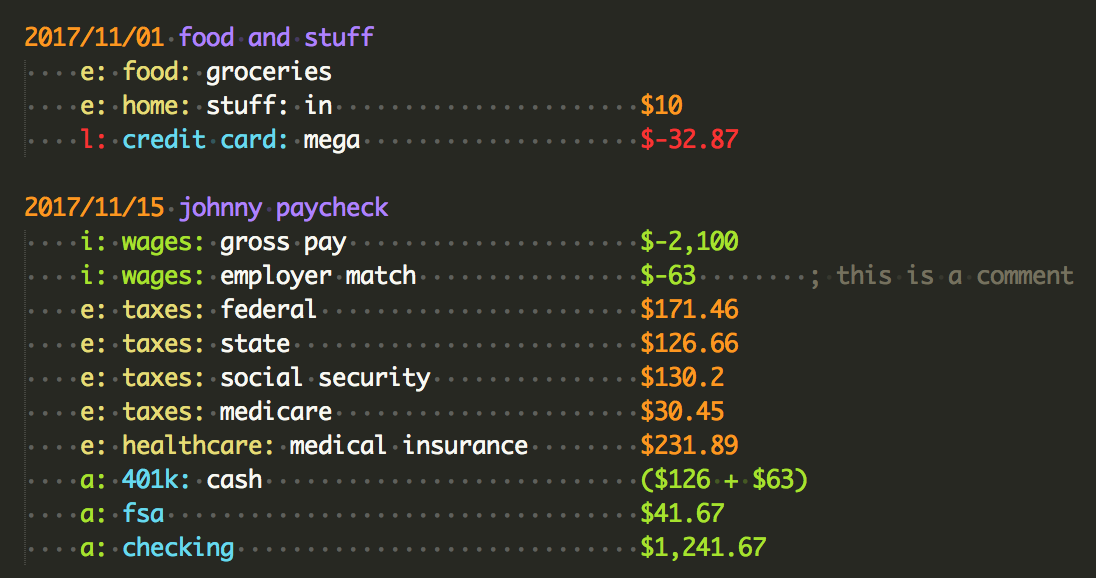 2017/11/01 food and stuff
e: food: groceries
e: home: stuff: in $10
l: credit card: mega $-32.87
2017/11/15 johnny paycheck
i: wages: gross pay $-2,100
i: wages: employer match $-63 ; this is a comment
e: taxes: federal $171.46
e: taxes: state $126.66
e: taxes: social security $130.2
e: taxes: medicare $30.45
e: healthcare: medical insurance $231.89
a: 401k: cash ($126 + $63)
a: fsa $41.67
a: checking $1,241.67